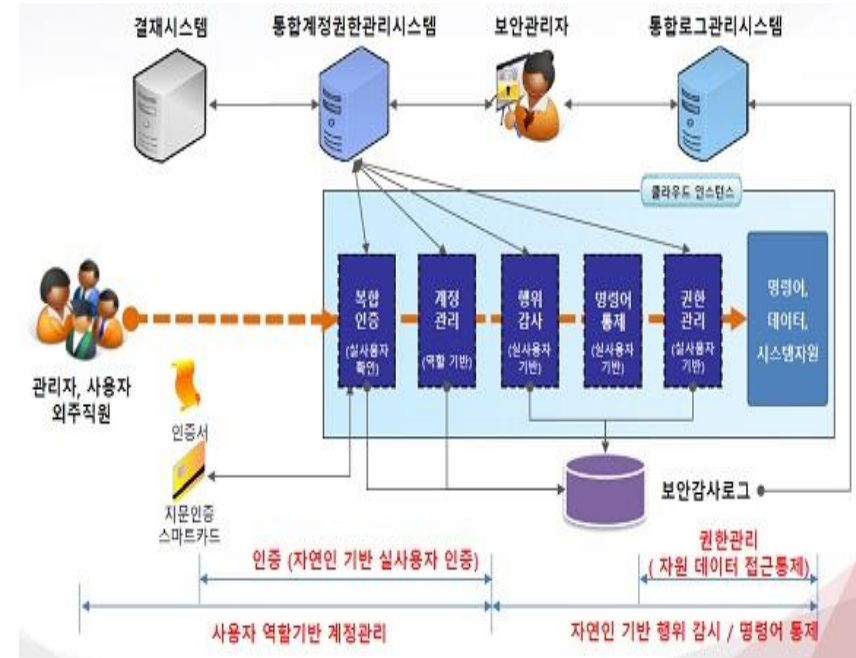 결재시스템
통합계정권한관리시스템
보안관리자
통합로그관리시스템
클라우드 인스턴스
복합
인증
(실사용자
확인)
계정
관리
(역할 기반)
행위
감사
(실사용자
기반)
명령어
통제
(실사용자
기반)
권한
관리
(실사용자
기반)
명령어,
데이터,
시스템자원
관리자, 사용자
외주직원
인증서
지문인증
스마트카드
보안감사로그
인증 (자연인 기반 실사용자 인증)
권한관리
( 자원 데이터 접근통제)
사용자 역할기반 계정관리
자연인 기반 행위 감시 / 명령어 통제